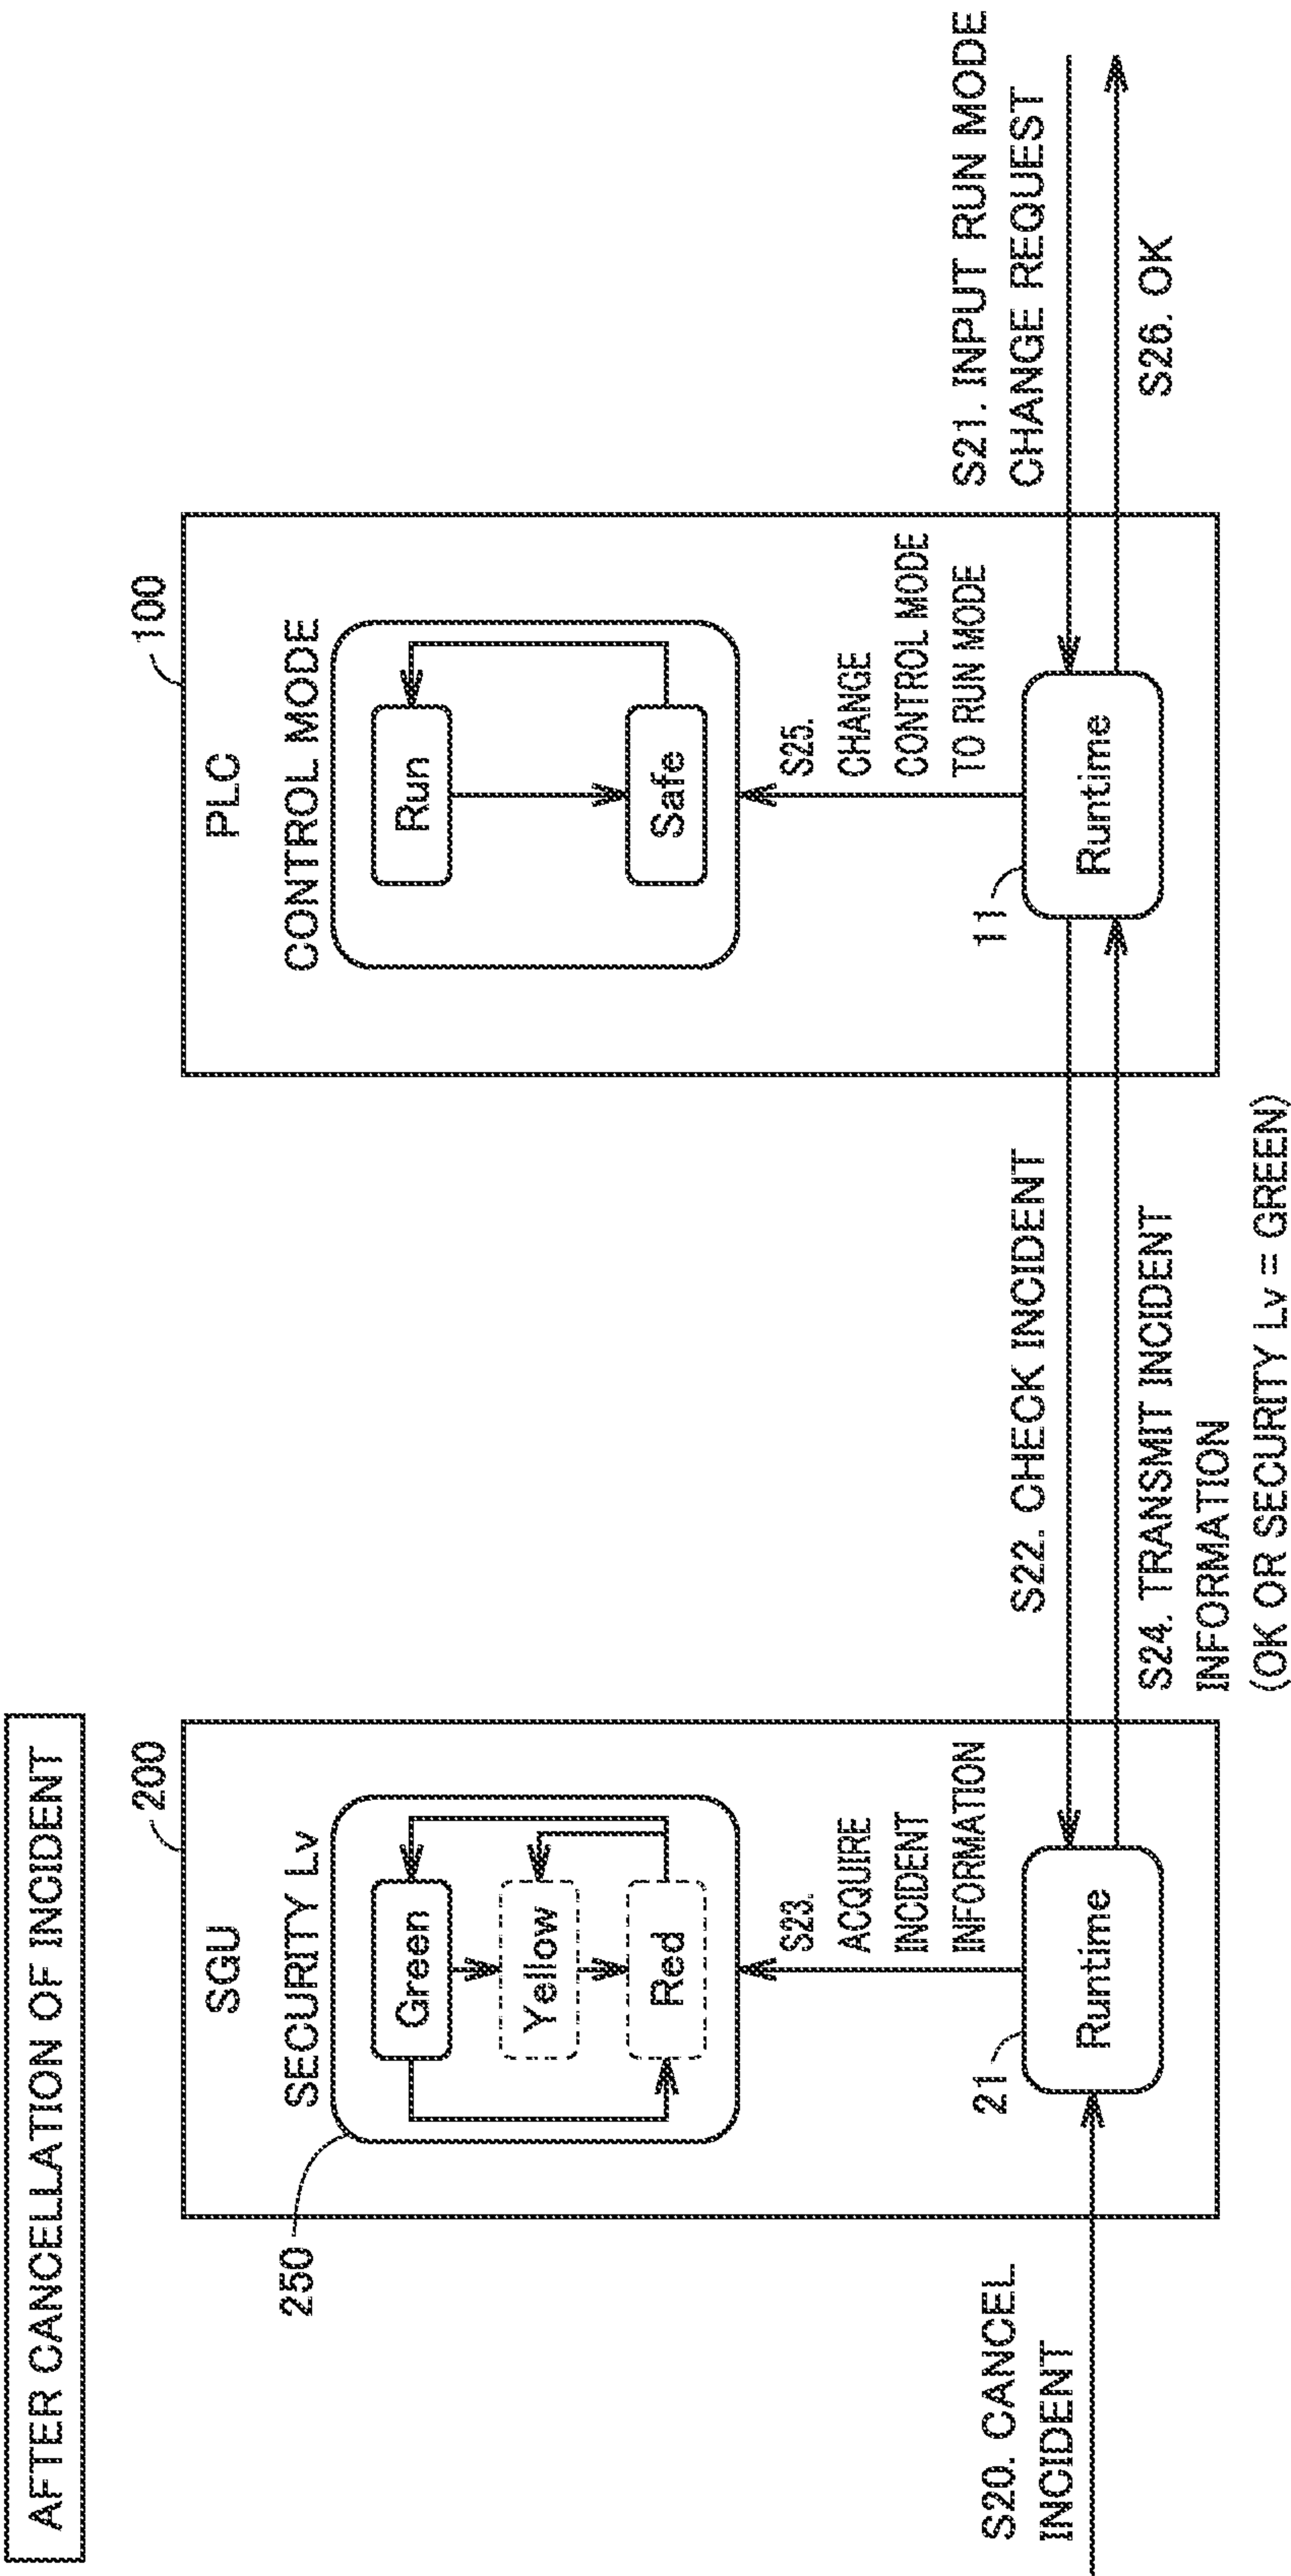 AFTER CANCELLATION OF INCIDENT
200
SGU
250
SECURITY Lv
Green
Yellow
Red
S23.
ACQUIRE
INCIDENT
INFORMATION
21
Runtime
S20. CANCEL
INCIDENT
S22. CHECK INCIDENT
S24. TRANSMIT INCIDENT
INFORMATION
(OK OR SECURITY Lv = GREEN)
100
PLC
CONTROL MODE
Run
Safe
S25.
CHANGE
CONTROL MODE
TO RUN MODE
11
Runtime
S21. INPUT RUN MODE
CHANGE REQUEST
S26. OK